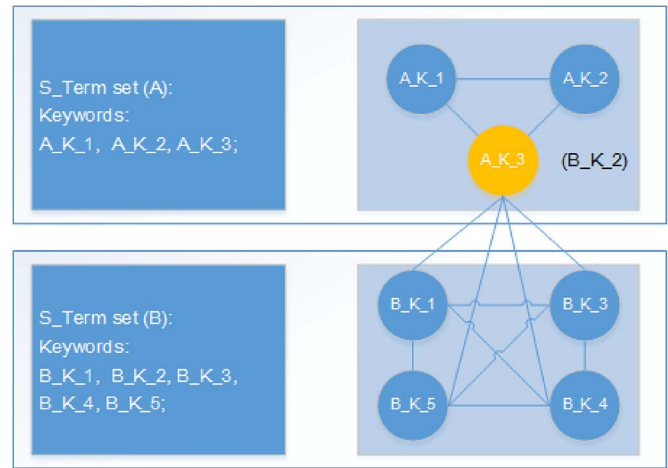 S_Term set (A):
Keywords:
A_K_1, A_K_2, A_K_3;
A_K_1
A_K_2
A_K_3
(B_K_2)
S_Term set (B):
Keywords:
B_K_1, B_K_2, B_K_3,
B_K_4, B_K_5;
B_K_1
B_K_3
B_K_5
B_K_4